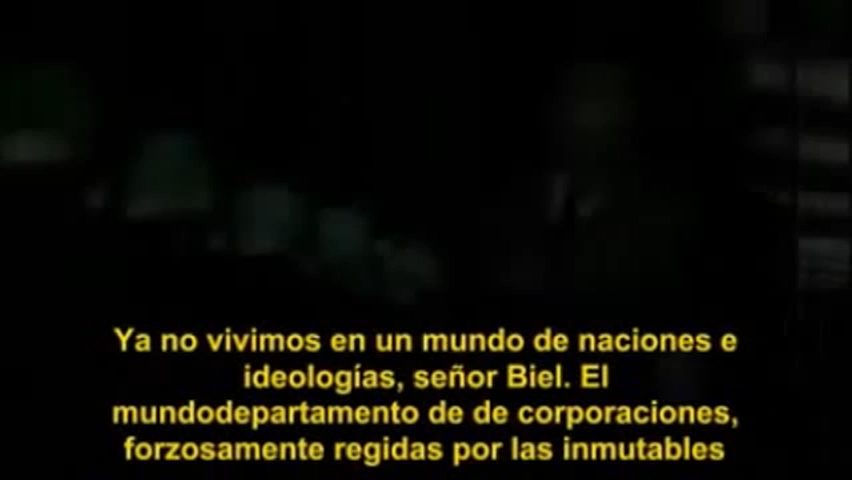 Ya no vivimos en un mundo de naciones e
ideologías, señor Biel. El
mundodepartamento de de corporaciones,
forzosamente regidas por las inmutables